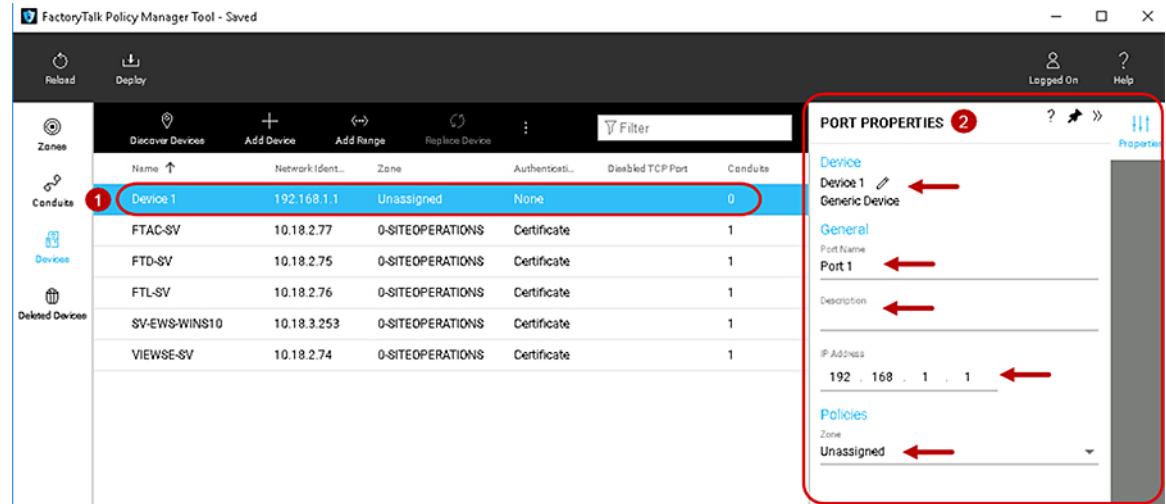 FactoryTalk Policy Manager Tool - Saved
Reload
Deploy
Logged On
Help
Zones
Conduits
Devices
Deleted Devices
Discover Devices
Add Device
Add Range
Replace Device
Filter
Name
Network Ident...
Zone
Authenticati...
Disabled TCP Port
Conduits
1
Device 1 192.168.1.1 Unassigned None 0
FTAC-SV 10.18.2.77 0-SITEOPERATIONS Certificate 1
FTD-SV 10.18.2.75 0-SITEOPERATIONS Certificate 1
FTL-SV 10.18.2.76 0-SITEOPERATIONS Certificate 1
SV-EWS-WINS10 10.18.3.253 0-SITEOPERATIONS Certificate 1
VIEWSE-SV 10.18.2.74 0-SITEOPERATIONS Certificate 1
PORT PROPERTIES 2
?
Properties
Device
Device 1
Generic Device
General
Port Name
Port 1
Description
IP Address
192 . 168 . 1 . 1
Policies
Zone
Unassigned